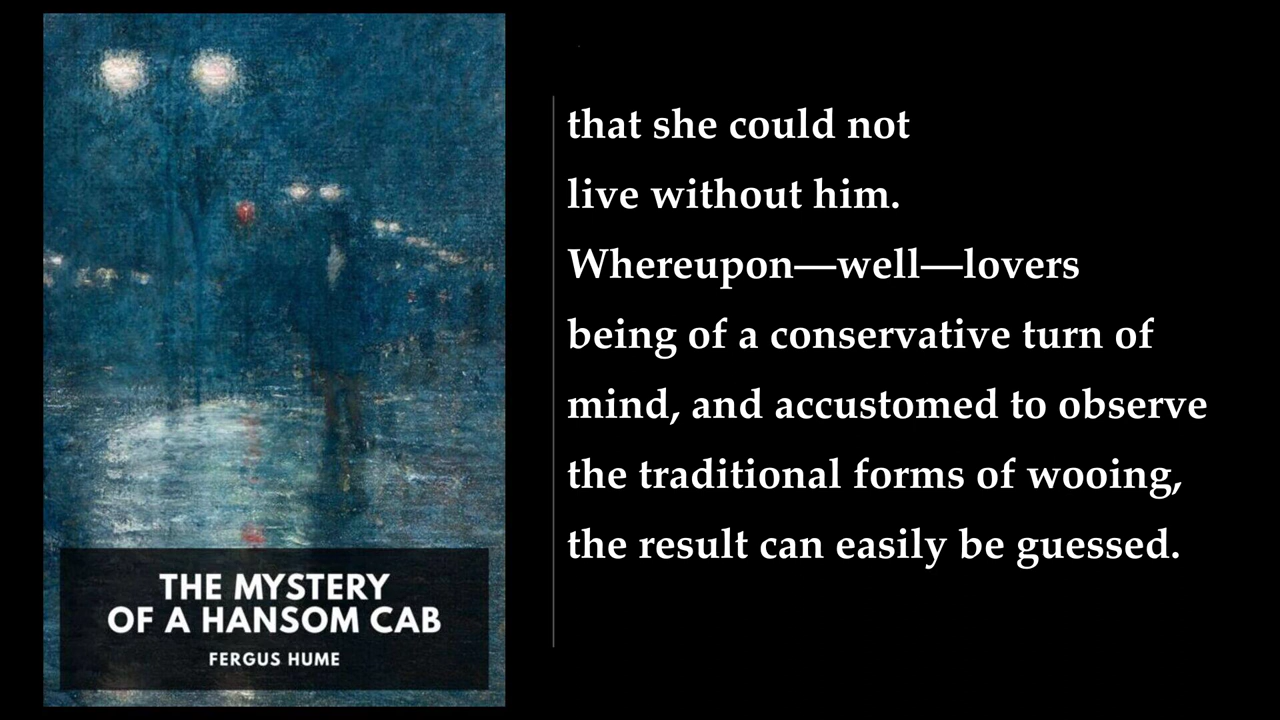 THE MYSTERY
OF A HANSOM CAB
FERGUS HUME
that she could not
live without him.
Whereupon—well—lovers
being of a conservative turn of
mind, and accustomed to observe
the traditional forms of wooing,
the result can easily be guessed.